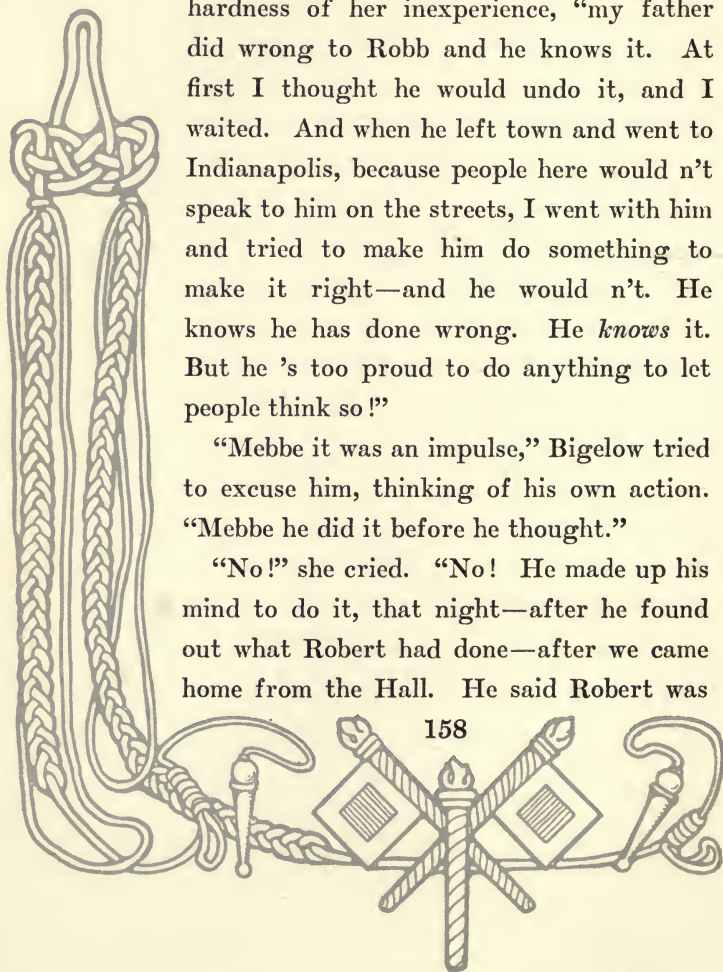 hardness of her inexperience, “my father
did wrong to Robb and he knows it. At
first I thought he would undo it, and I
waited. And when he left town and went to
Indianapolis, because people here would n’t
speak to him on the streets, I went with him
and tried to make him do something to
make it right—and he would n’t. He
knows he has done wrong. He knows it.
But he ’s too proud to do anything to let
people think so!”
“Mebbe it was an impulse,” Bigelow tried
to excuse him, thinking of his own action.
“Mebbe he did it before he thought.”
“No!” she cried. “No! He made up his
mind to do it, that night—after he found
out what Robert had done—after we came
home from the Hall. He said Robert was
158